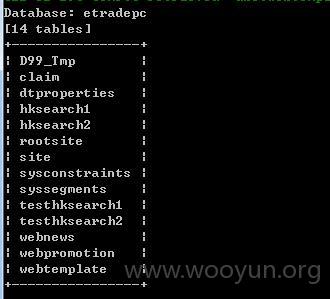 Database: etradepc
[14 tables]
+---------------+
| D99_Tmp |
| claim |
| dtproperties |
| hksearch1 |
| hksearch2 |
| rootsite |
| site |
| sysconstraints |
| syssegments |
| testhksearch1 |
| testhksearch2 |
| webnews |
| webpromotion |
| webtemplate |
+---------------+
www.wooyun.org